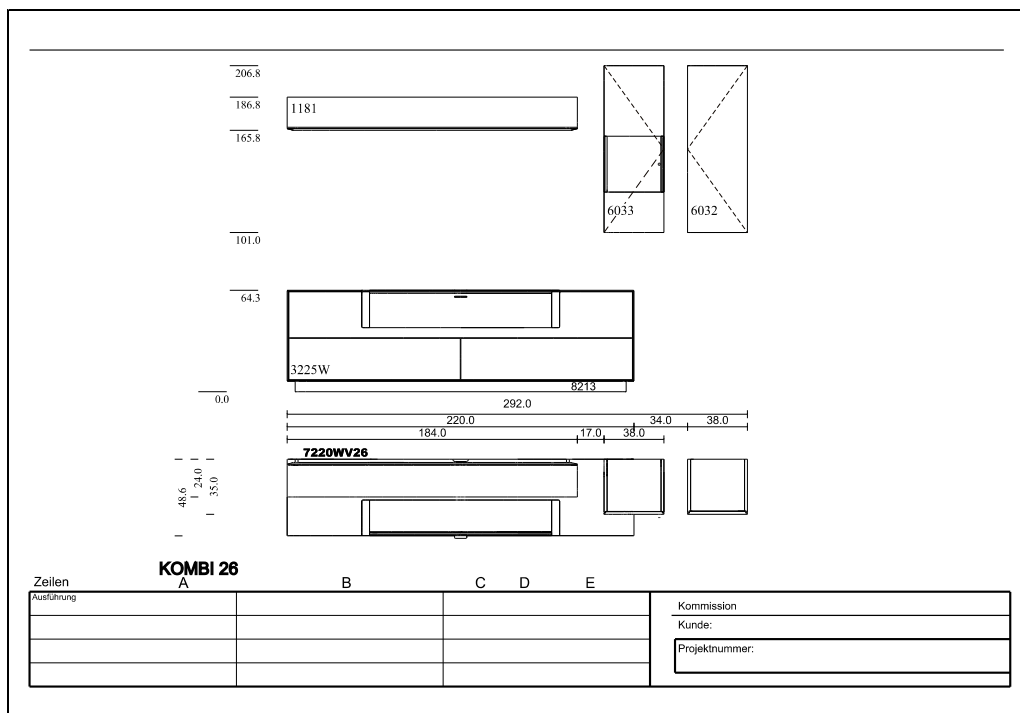 206.8
186.8
1181
165.8
6033
6032
101.0
64.3
3225W
8213
0.0
292.0
220.0
34.0
38.0
184.0
17.0
38.0
7220WV26
48.6
24.0
35.0
KOMBI 26
Zeilen
A
B
C
D
E
Ausführung
Kommission
Kunde:
Projektnummer: